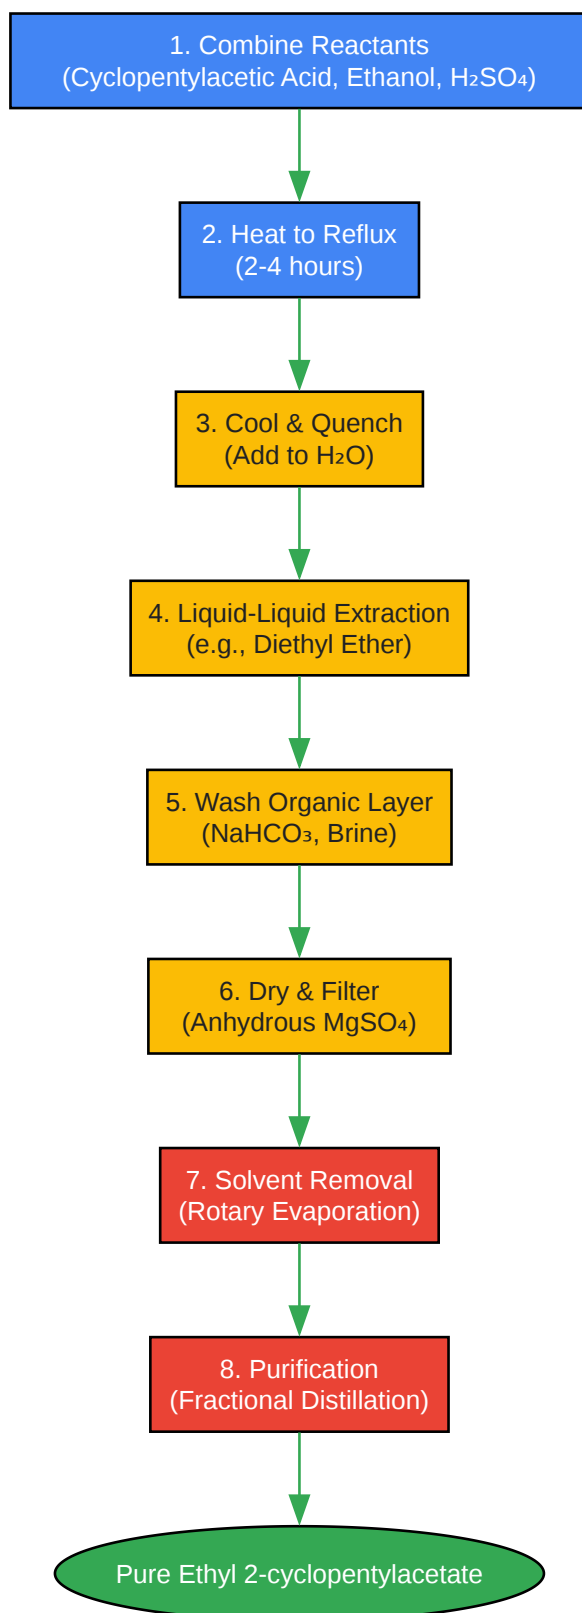 1. Combine Reactants
(Cyclopentylacetic Acid, Ethanol, H₂SO₄)
2. Heat to Reflux
(2-4 hours)
3. Cool & Quench
(Add to H₂O)
4. Liquid-Liquid Extraction
(e.g., Diethyl Ether)
5. Wash Organic Layer
(NaHCO₃, Brine)
6. Dry & Filter
(Anhydrous MgSO₄)
7. Solvent Removal
(Rotary Evaporation)
8. Purification
(Fractional Distillation)
Pure Ethyl 2-cyclopentylacetate